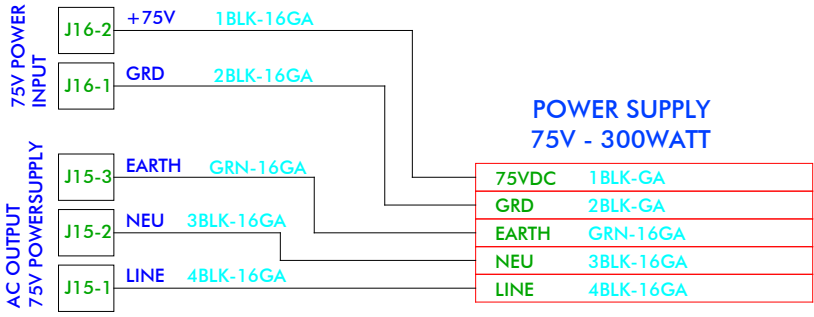 75V POWER
INPUT
J16-2 +75V 1BLK-16GA
J16-1 GRD 2BLK-16GA
AC OUTPUT
75V POWERSUPPLY
J15-3 EARTH GRN-16GA
J15-2 NEU 3BLK-16GA
J15-1 LINE 4BLK-16GA
POWER SUPPLY
75V - 300WATT
75VDC 1BLK-GA
GRD 2BLK-GA
EARTH GRN-16GA
NEU 3BLK-16GA
LINE 4BLK-16GA